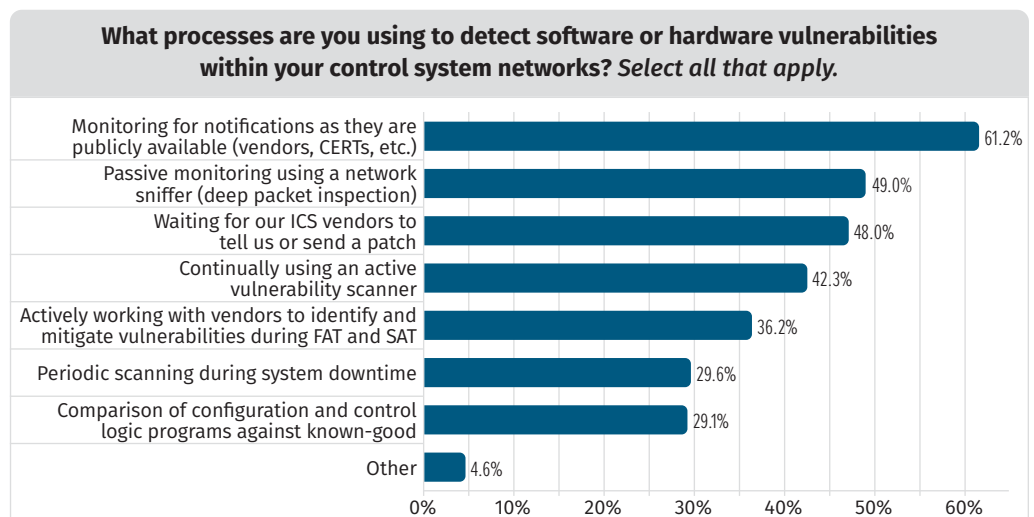 What processes are you using to detect software or hardware vulnerabilities
within your control system networks? Select all that apply.
Monitoring for notifications as they are
publicly available (vendors, CERTs, etc.)
61.2%
Passive monitoring using a network
sniffer (deep packet inspection)
49.0%
Waiting for our ICS vendors to
tell us or send a patch
48.0%
Continually using an active
vulnerability scanner
42.3%
Actively working with vendors to identify and
mitigate vulnerabilities during FAT and SAT
36.2%
Periodic scanning during system downtime
29.6%
Comparison of configuration and control
logic programs against known-good
29.1%
Other
4.6%
0% 10% 20% 30% 40% 50% 60%